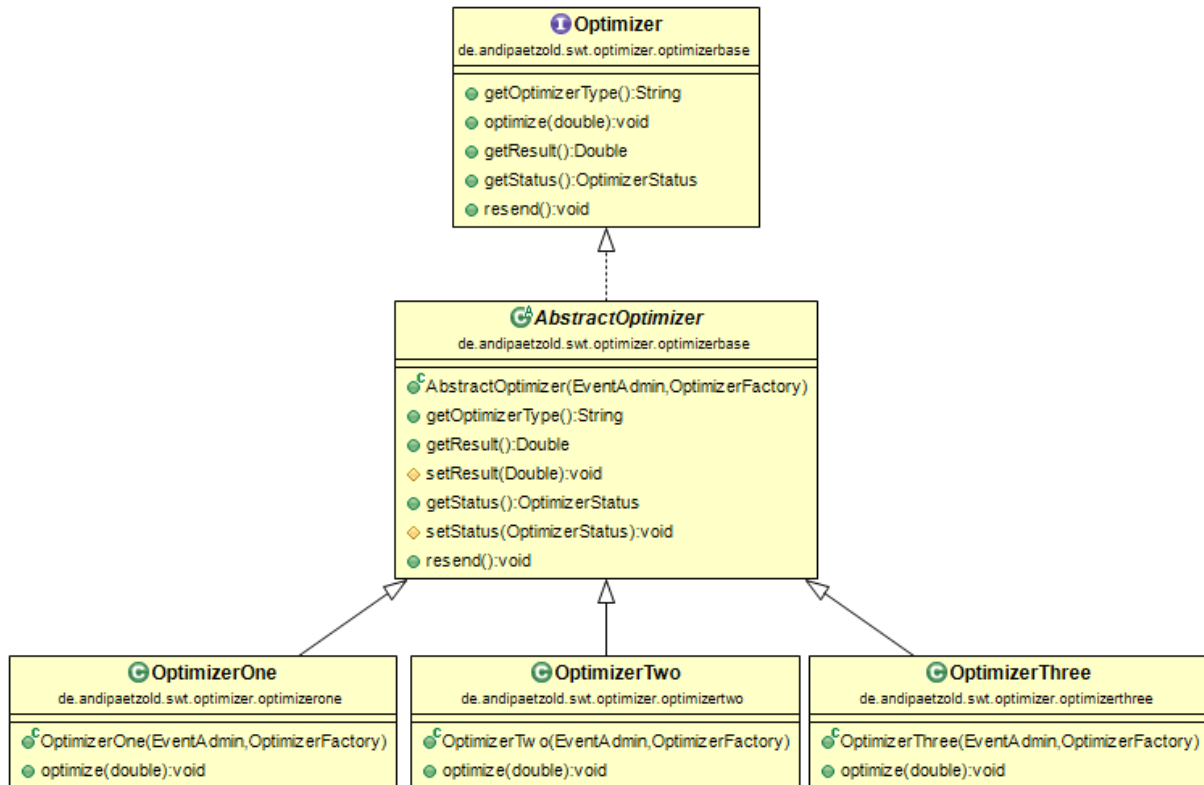 Optimizer
de.andipaetzold.swt.optimizer.optimizerbase
getOptimizerType():String
optimize(double):void
getResult():Double
getStatus():OptimizerStatus
resend():void
AbstractOptimizer
de.andipaetzold.swt.optimizer.optimizerbase
AbstractOptimizer(EventAdmin,OptimizerFactory)
getOptimizerType():String
getResult():Double
setResult(Double):void
getStatus():OptimizerStatus
setStatus(OptimizerStatus):void
resend():void
OptimizerOne
de.andipaetzold.swt.optimizer.optimizerone
OptimizerOne(EventAdmin,OptimizerFactory)
optimize(double):void
OptimizerTwo
de.andipaetzold.swt.optimizer.optimizertwo
OptimizerTwo(EventAdmin,OptimizerFactory)
optimize(double):void
OptimizerThree
de.andipaetzold.swt.optimizer.optimizerthree
OptimizerThree(EventAdmin,OptimizerFactory)
optimize(double):void